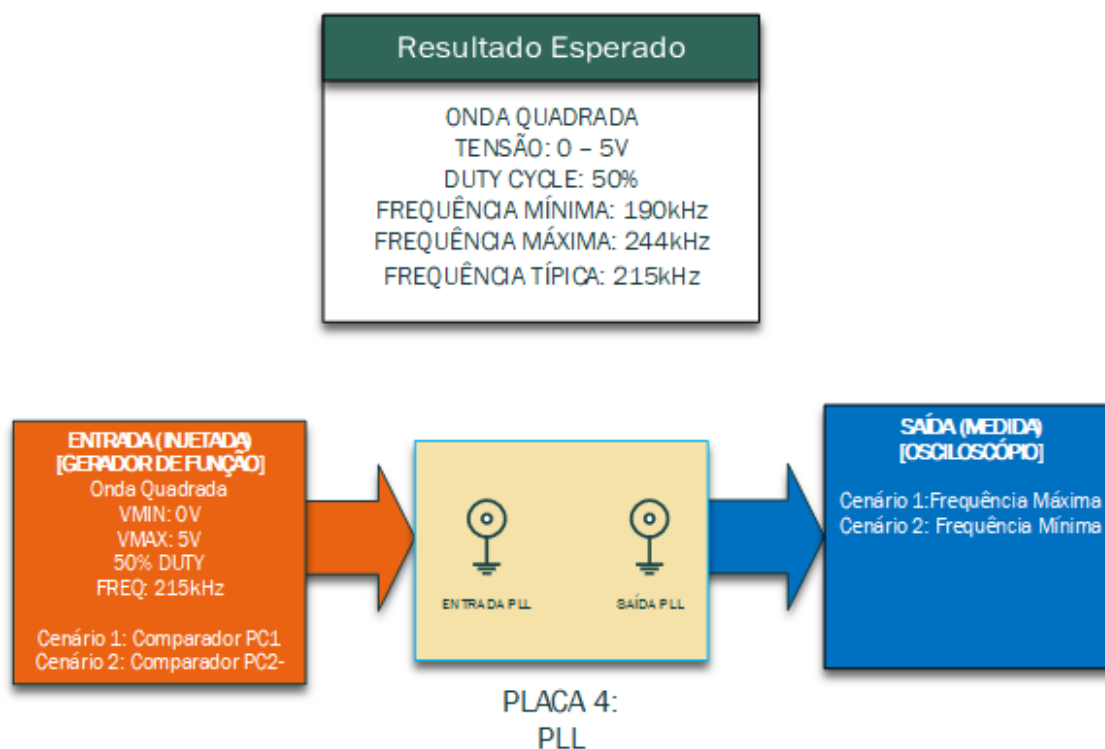 Resultado Esperado
ONDA QUADRADA
TENSÃO: 0 – 5V
DUTY CYCLE: 50%
FREQUÊNCIA MÍNIMA: 190kHz
FREQUÊNCIA MÁXIMA: 244kHz
FREQUÊNCIA TÍPICA: 215kHz
ENTRADA (INJETADA)
[GERADOR DE FUNÇÃO]
Onda Quadrada
VMIN: 0V
VMAX: 5V
50% DUTY
FREQ: 215kHz
Cenário 1: Comparador PC1
Cenário 2: Comparador PC2-
ENTRADA PLL
SAÍDA PLL
PLACA 4:
PLL
SAÍDA (MEDIDA)
[OSCILOSCÓPIO]
Cenário 1:Frequência Máxima
Cenário 2: Frequência Mínima